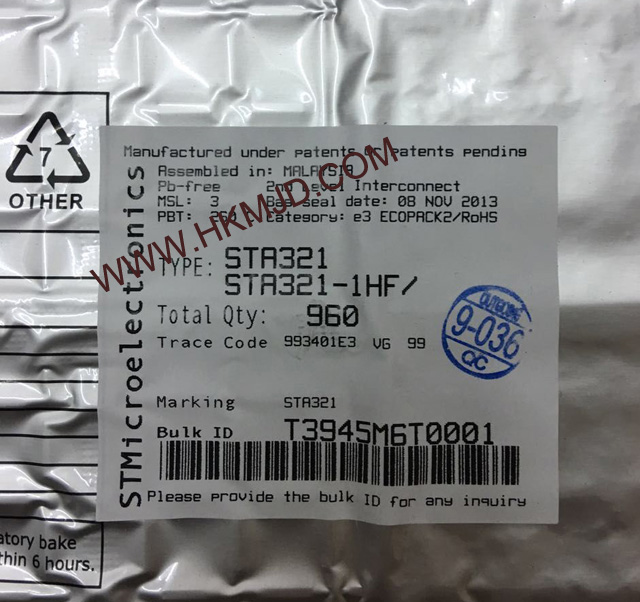 7
OTHER
STMicroelectronics
Manufactured under patents or patents pending
Assembled in: MALAYSIA
Pb-free 2nd Level Interconnect
MSL: 3 Bag seal date: 08 NOV 2013
PBT: 260 C Category: e3 ECOPACK2/RoHS
TYPE: STA321
STA321-1HF/
Total Qty: 960
Trace Code 993401E3 VG 99
Marking STA321
Bulk ID T3945M6T0001
Please provide the bulk ID for any inquiry
OUTGOING
9-036
QC
WWW.HKMJD.COM
bake
6 hours.